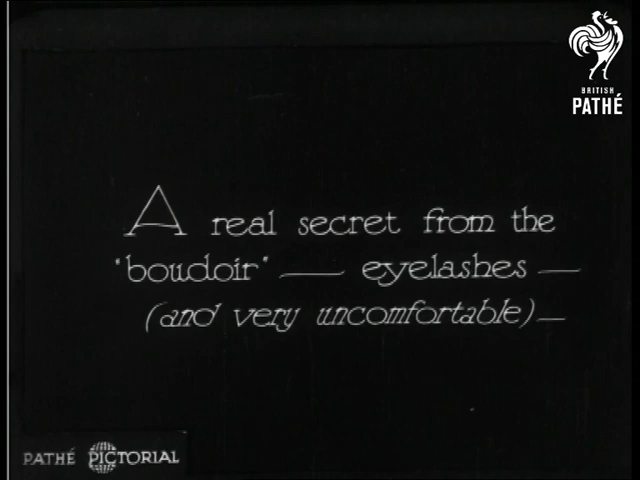 BRITISH
PATHÉ
A real secret from the
"boudoir" — eyelashes —
(and very uncomfortable) —
PATHÉ PICTORIAL